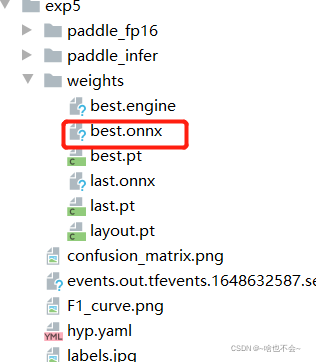 exp5
paddle_fp16
paddle_infer
weights
best.engine
best.onnx
best.pt
last.onnx
last.pt
layout.pt
confusion_matrix.png
events.out.tfevents.1648632587.se
F1_curve.png
hyp.yaml
labels.jpg
CSDN @~啥也不会~